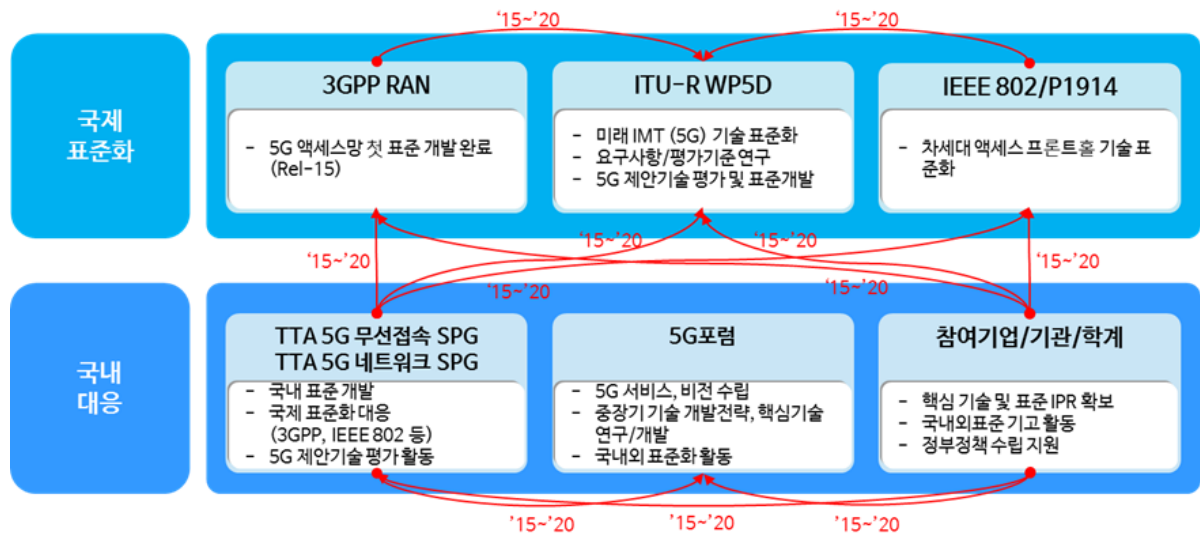 '15~'20
'15~'20
국제
표준화
3GPP RAN
- 5G 액세스망 첫 표준 개발 완료
(Rel-15)
ITU-R WP5D
- 미래 IMT (5G) 기술 표준화
- 요구사항/평가기준 연구
- 5G 제안기술 평가 및 표준개발
IEEE 802/P1914
- 차세대 액세스 프론트홀 기술 표
준화
'15~'20
'15~'20
'15~'20
'15~'20
'15~'20
'15~'20
국내
대응
TTA 5G 무선접속 SPG
TTA 5G 네트워크 SPG
- 국내 표준 개발
- 국제 표준화 대응
(3GPP, IEEE 802 등)
- 5G 제안기술 평가 활동
5G포럼
- 5G 서비스, 비전 수립
- 중장기 기술 개발전략, 핵심기술
연구/개발
- 국내외 표준화 활동
참여기업/기관/학계
- 핵심 기술 및 표준 IPR 확보
- 국내외표준 기고 활동
- 정부정책 수립 지원
'15~'20
'15~'20
'15~'20